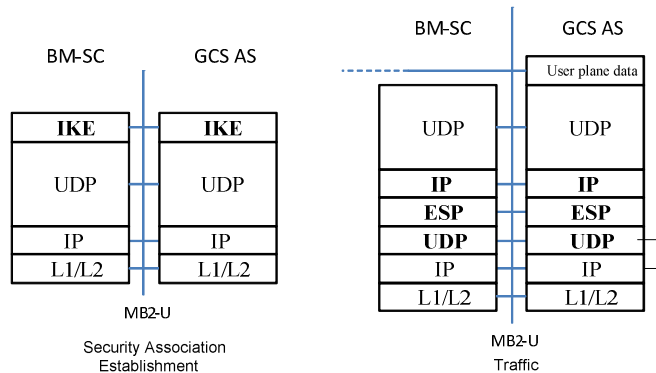 BM-SC GCS AS
IKE IKE
UDP UDP
IP IP
L1/L2 L1/L2
MB2-U
Security Association
Establishment
BM-SC GCS AS
User plane data
UDP UDP
IP IP
ESP ESP
UDP UDP
IP IP
L1/L2 L1/L2
MB2-U
Traffic